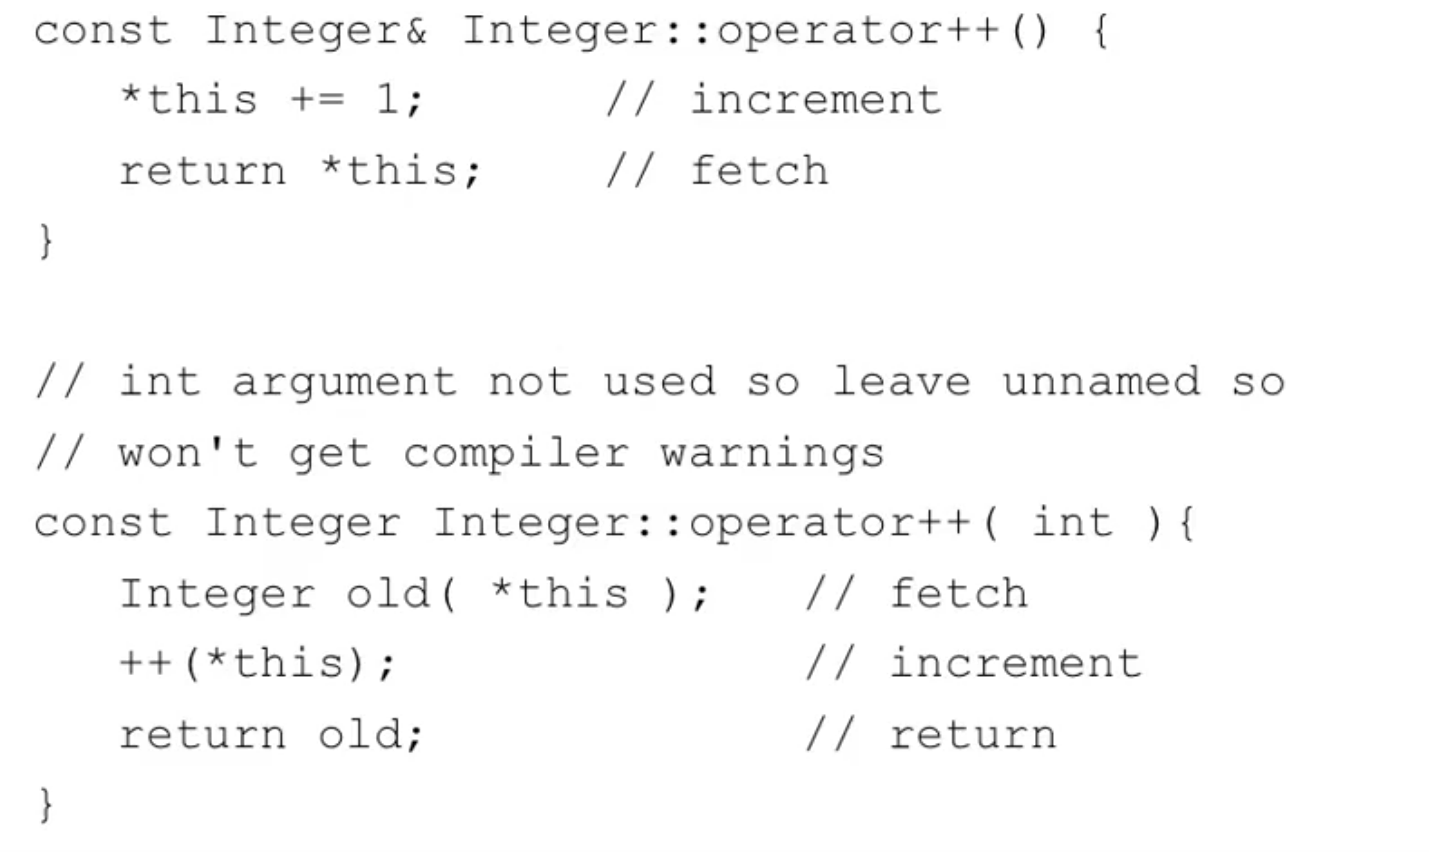 const Integer& Integer::operator++() {
   *this += 1;      // increment
   return *this;    // fetch
}
// int argument not used so leave unnamed so
// won't get compiler warnings
const Integer Integer::operator++( int ){
   Integer old( *this );   // fetch
   ++(*this);              // increment
   return old;             // return
}